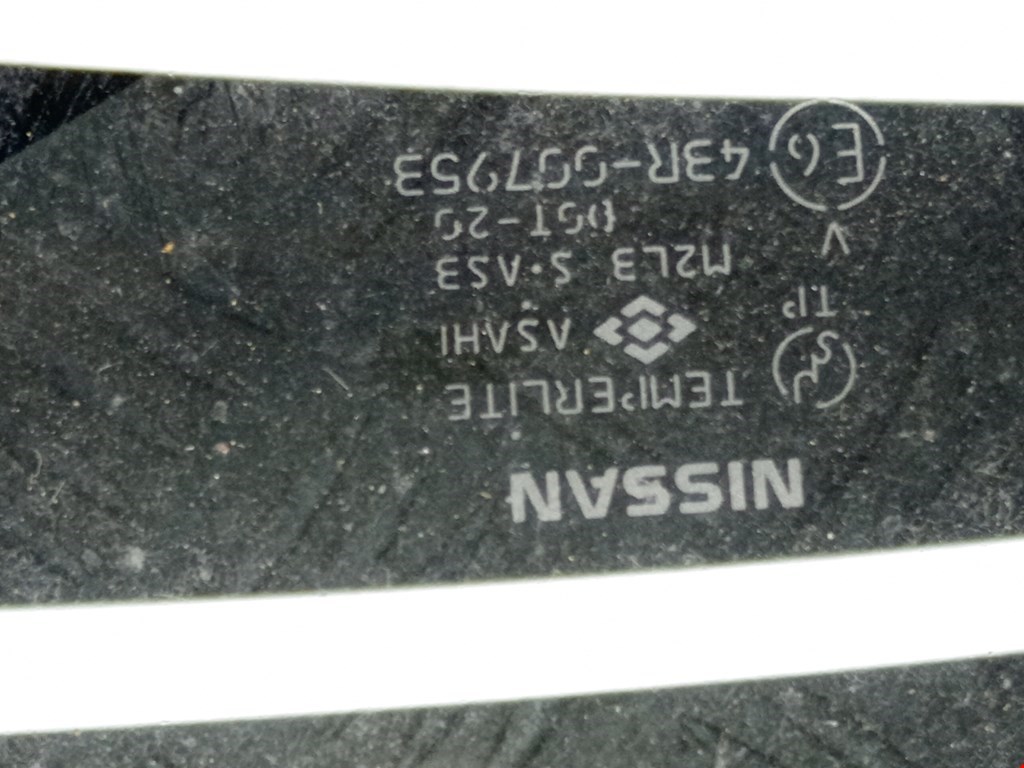 NISSAN
TEMPERLITE
ASAHI
TP
M2L3 S·AS3
V
DOT-20
E6 43R-007953